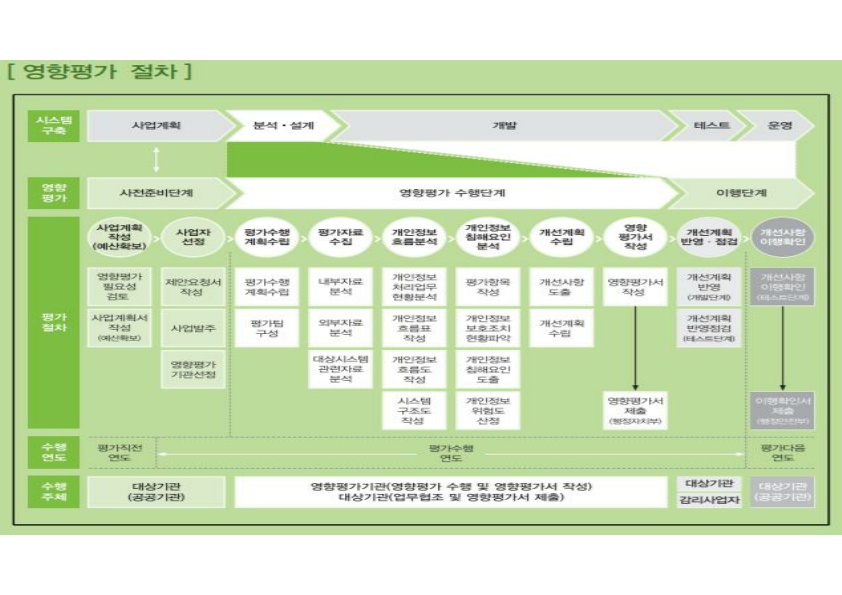 [ 영향평가 절차 ]
시스템
구축
사업계획
분석·설계
개발
테스트
운영
영향
평가
사전준비단계
영향평가 수행단계
이행단계
평가
절차
사업계획
작성
(예산확보)
사업자
선정
평가수행
계획수립
평가자료
수집
개인정보
흐름분석
개인정보
침해요인
분석
개선계획
수립
영향
평가서
작성
개선계획
반영·점검
개선사항
이행확인
영향평가
필요성
검토
제안요청서
작성
평가수행
계획수립
내부자료
분석
개인정보
처리업무
현황분석
평가항목
작성
개선사항
도출
영향평가서
작성
개선계획
반영
(개발단계)
개선사항
이행확인
(테스트단계)
사업계획서
작성
(예산확보)
사업발주
평가팀
구성
외부자료
분석
개인정보
흐름표
작성
개인정보
보호조치
현황파악
개선계획
수립
개선계획
반영점검
(테스트단계)
영향평가
기관선정
대상시스템
관련자료
분석
개인정보
흐름도
작성
개인정보
침해요인
도출
시스템
구조도
작성
개인정보
위험도
산정
영향평가서
제출
(행정자치부)
이행확인서
제출
(행정안전부)
수행
연도
평가직전
연도
평가수행
연도
평가다음
연도
수행
주체
대상기관
(공공기관)
영향평가기관(영향평가 수행 및 영향평가서 작성)
대상기관(업무협조 및 영향평가서 제출)
대상기관
감리사업자
대상기관
(공공기관)